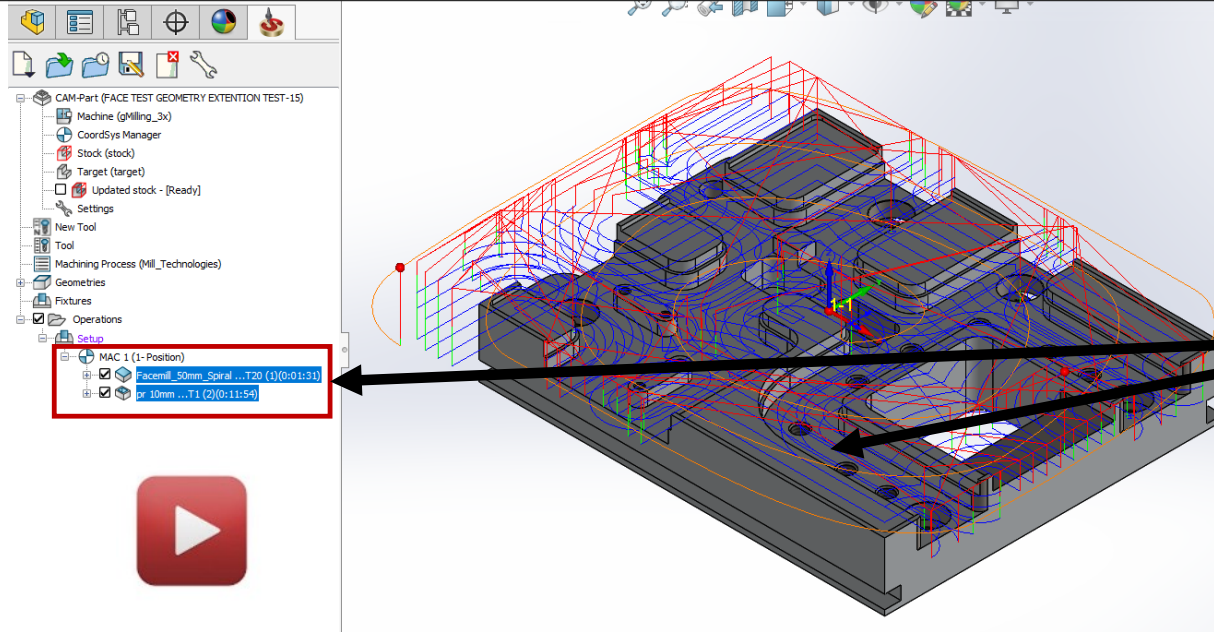 CAM-Part (FACE TEST GEOMETRY EXTENTION TEST-15)
Machine (gMilling_3x)
CoordSys Manager
Stock (stock)
Target (target)
Updated stock - [Ready]
Settings
New Tool
Tool
Machining Process (Mill_Technologies)
Geometries
Fixtures
Operations
Setup
MAC 1 (1- Position)
Facemill_50mm_Spiral ...T20 (1)(0:01:31)
pr 10mm ...T1 (2)(0:11:54)
1-1